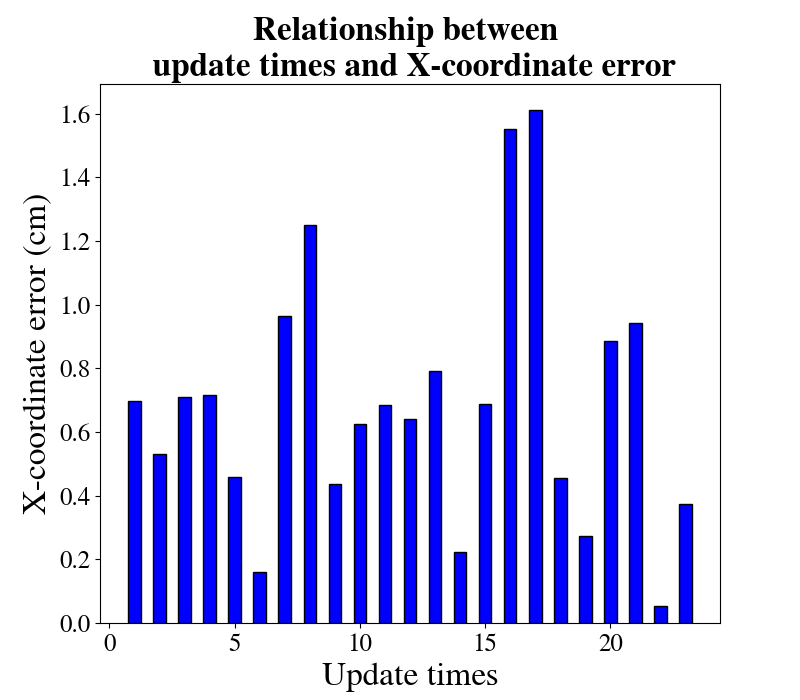 Relationship between
update times and X-coordinate error
X-coordinate error (cm)
1.6
1.4
1.2
1.0
0.8
0.6
0.4
0.2
0.0
0 5 10 15 20
Update times